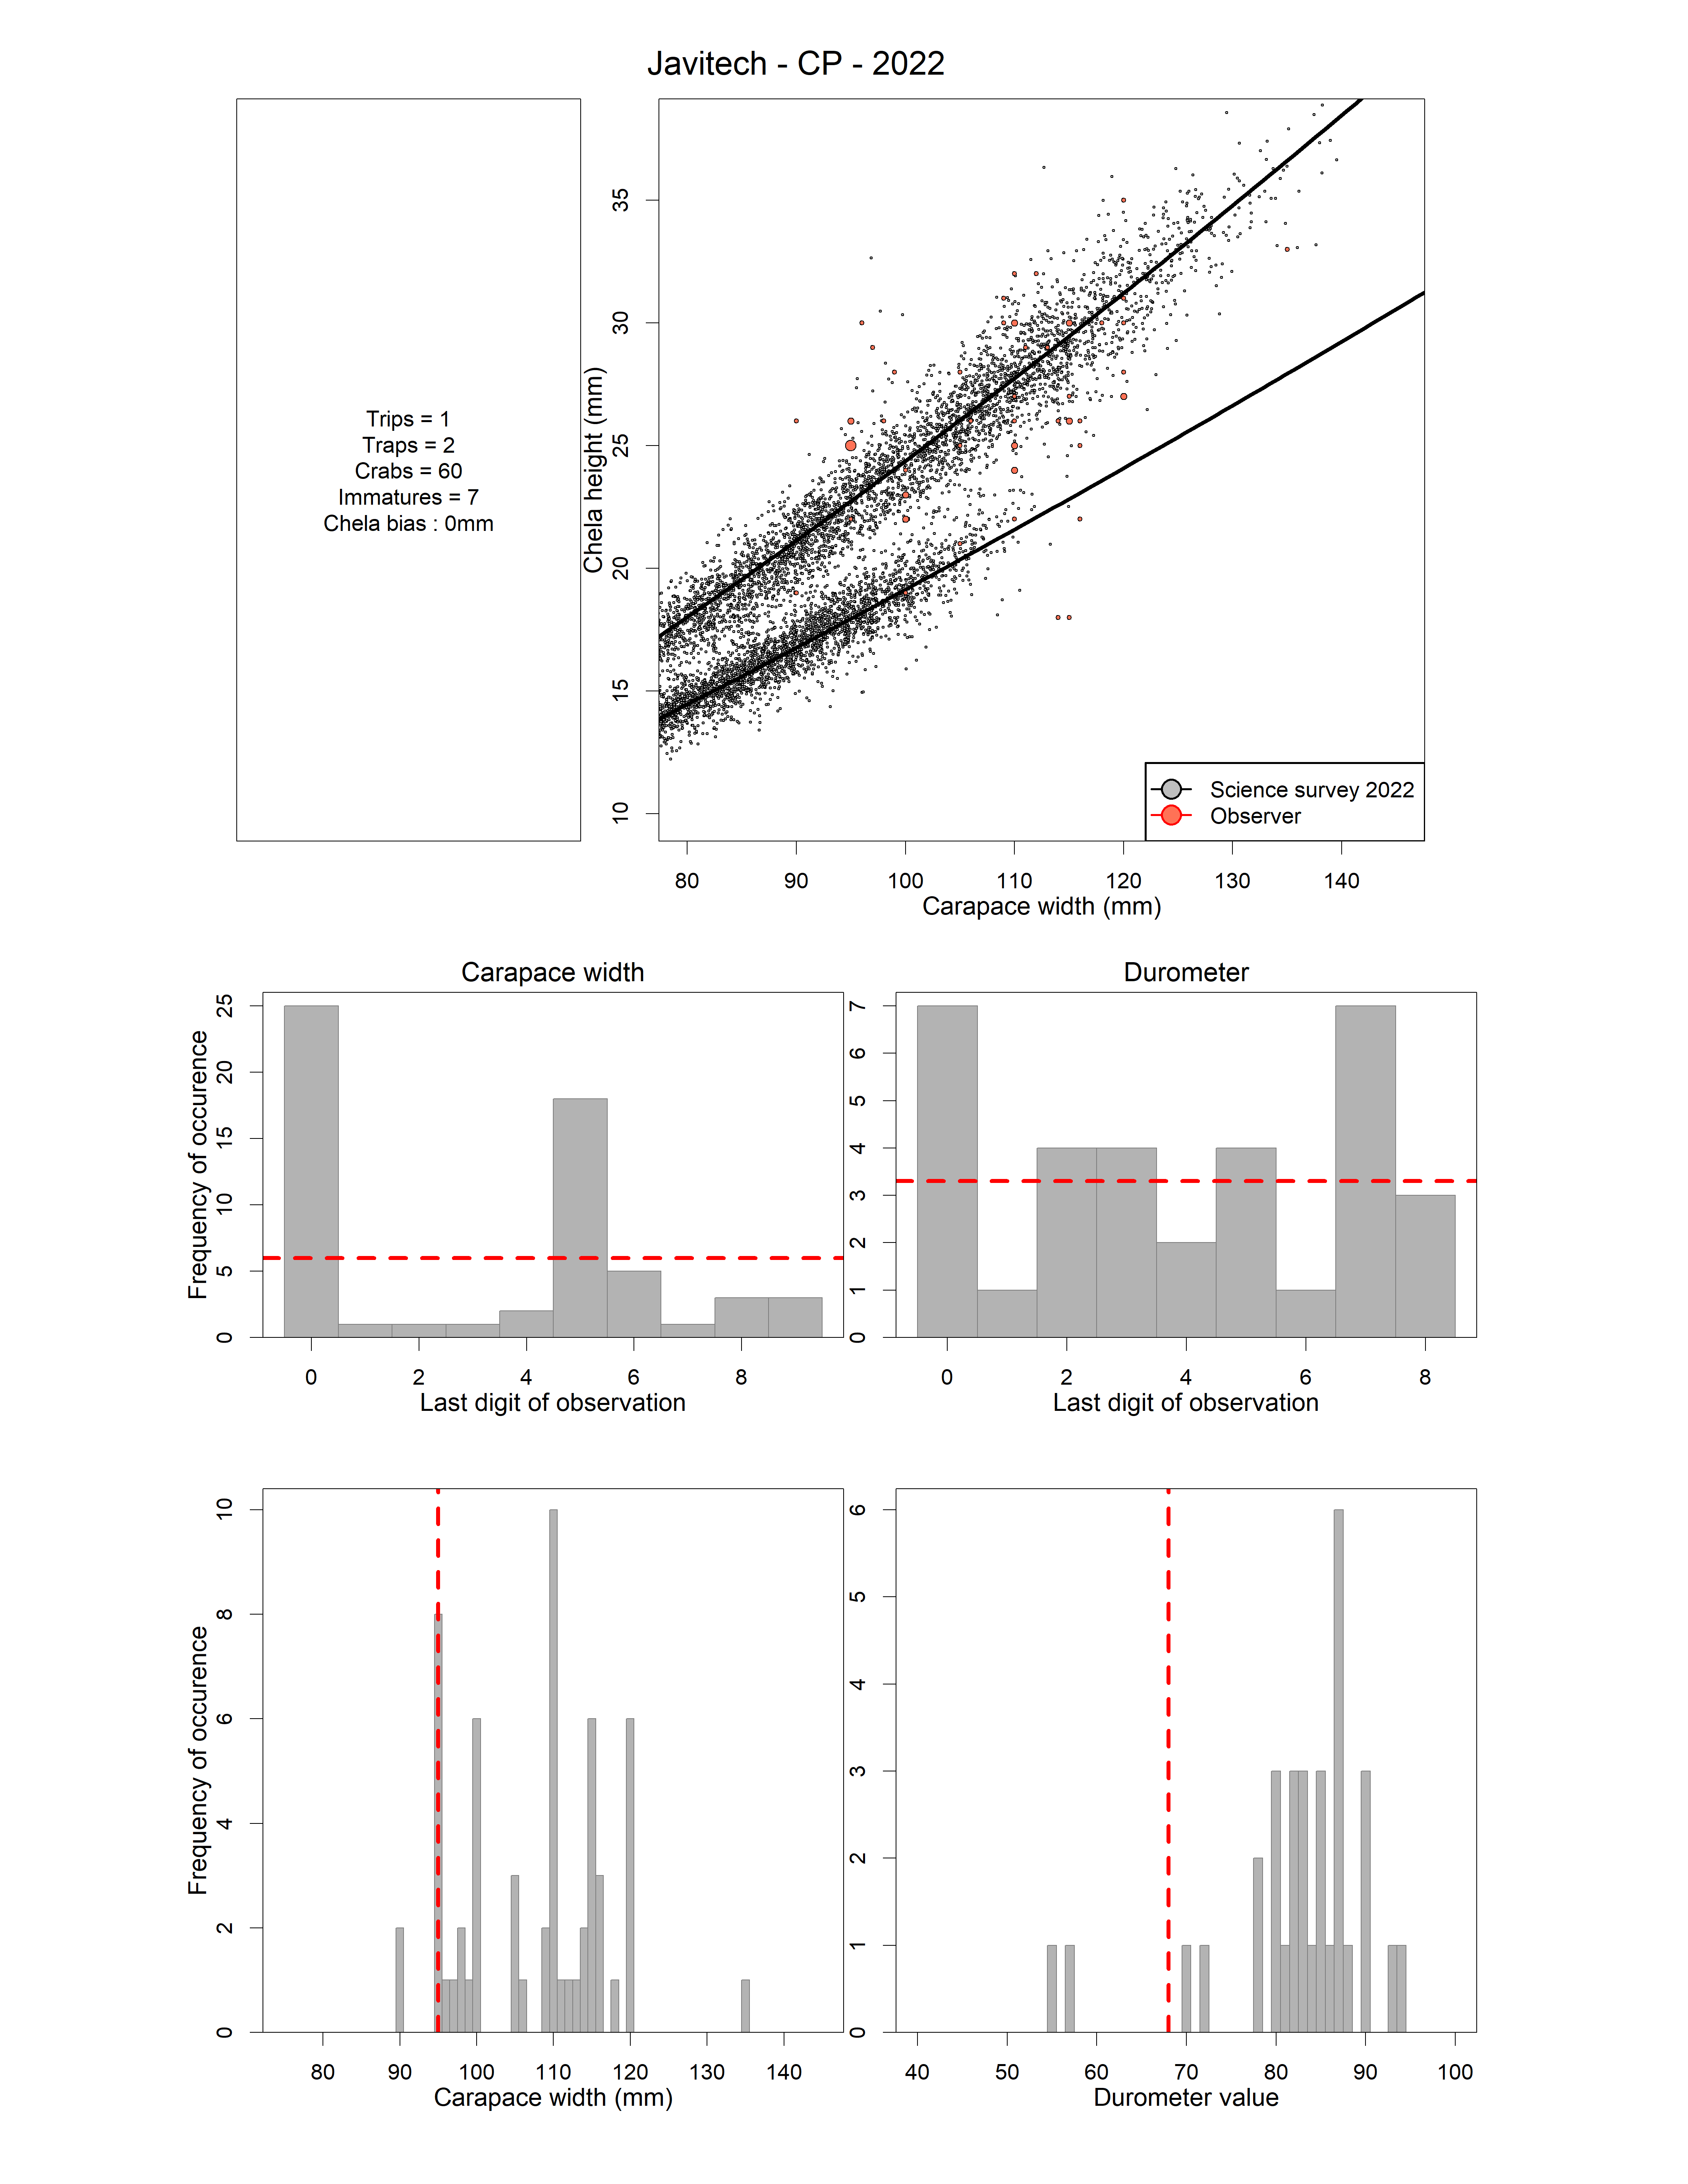 Javitech - CP - 2022
Trips = 1
Traps = 2
Crabs = 60
Immatures = 7
Chela bias : 0mm
Chela height (mm)
35
30
25
20
15
10
Science survey 2022
Observer
80 90 100 110 120 130 140
Carapace width (mm)
Carapace width
Frequency of occurence
25
20
15
10
5
0
0 2 4 6 8
Last digit of observation
Durometer
7
6
5
4
3
2
1
0
0 2 4 6 8
Last digit of observation
Frequency of occurence
10
8
6
4
2
0
80 90 100 110 120 130 140
Carapace width (mm)
6
5
4
3
2
1
0
40 50 60 70 80 90 100
Durometer value